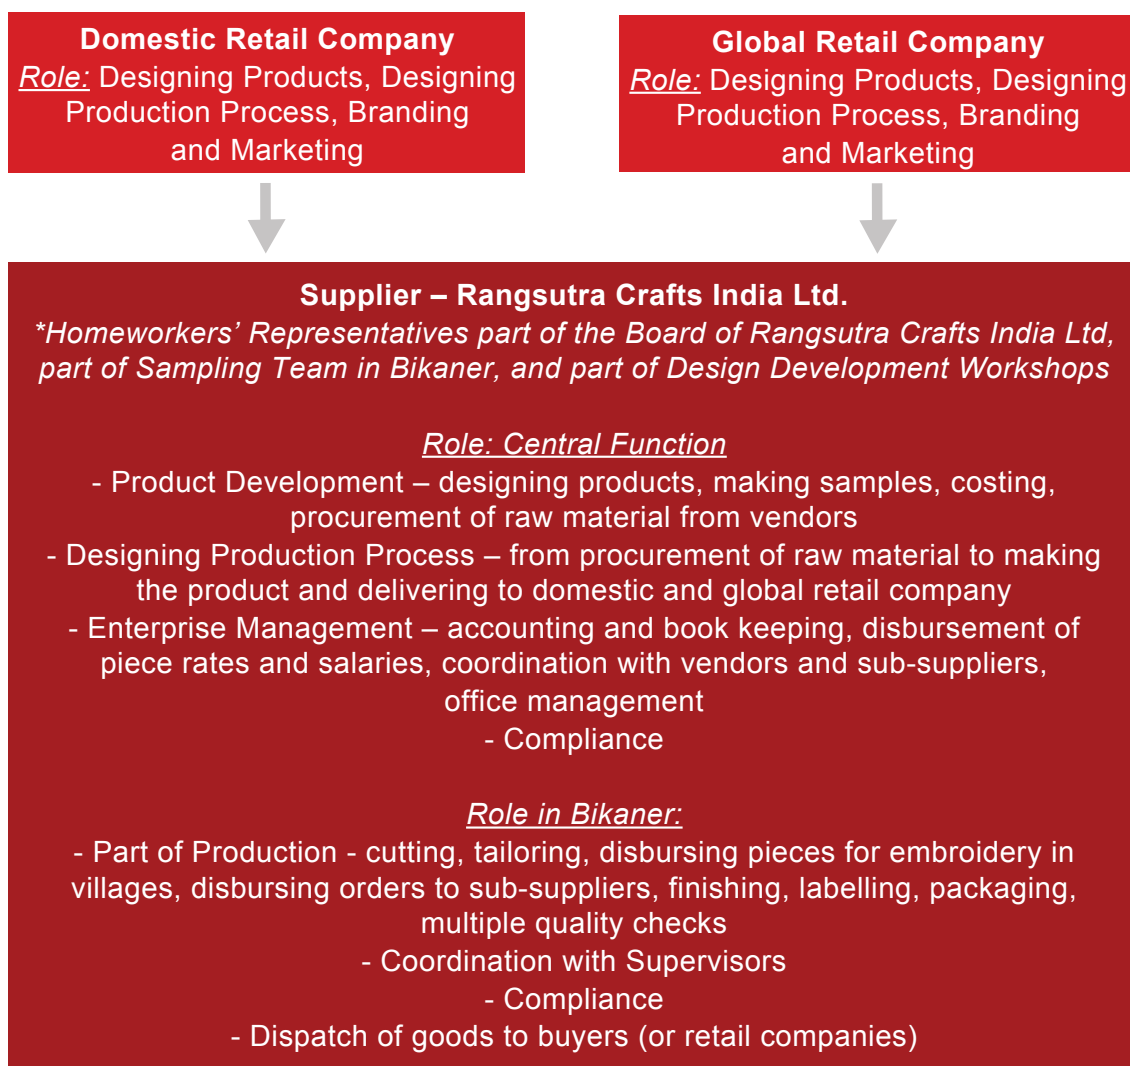 Domestic Retail Company
Role: Designing Products, Designing
Production Process, Branding
and Marketing
Global Retail Company
Role: Designing Products, Designing
Production Process, Branding
and Marketing
Supplier – Rangsutra Crafts India Ltd.
*Homeworkers’ Representatives part of the Board of Rangsutra Crafts India Ltd,
part of Sampling Team in Bikaner, and part of Design Development Workshops
Role: Central Function
- Product Development – designing products, making samples, costing,
procurement of raw material from vendors
- Designing Production Process – from procurement of raw material to making
the product and delivering to domestic and global retail company
- Enterprise Management – accounting and book keeping, disbursement of
piece rates and salaries, coordination with vendors and sub-suppliers,
office management
- Compliance
Role in Bikaner:
- Part of Production - cutting, tailoring, disbursing pieces for embroidery in
villages, disbursing orders to sub-suppliers, finishing, labelling, packaging,
multiple quality checks
- Coordination with Supervisors
- Compliance
- Dispatch of goods to buyers (or retail companies)